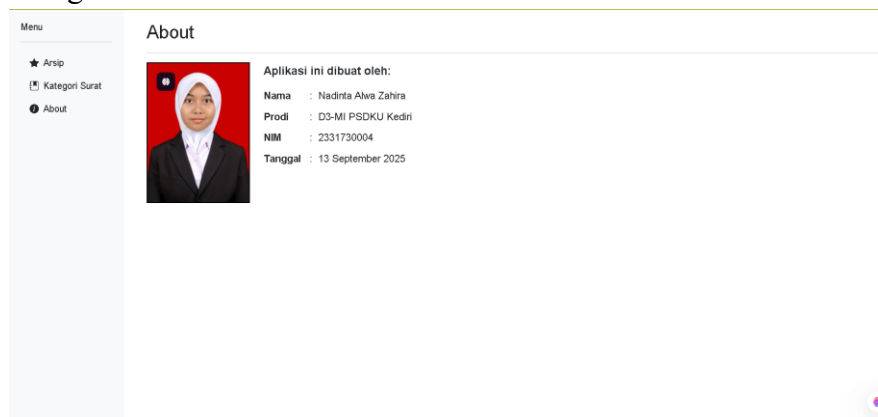 Menu
About
Arsip
Kategori Surat
About
Aplikasi ini dibuat oleh:
Nama : Nadinta Alwa Zahira
Prodi : D3-MI PSDKU Kediri
NIM : 2331730004
Tanggal : 13 September 2025